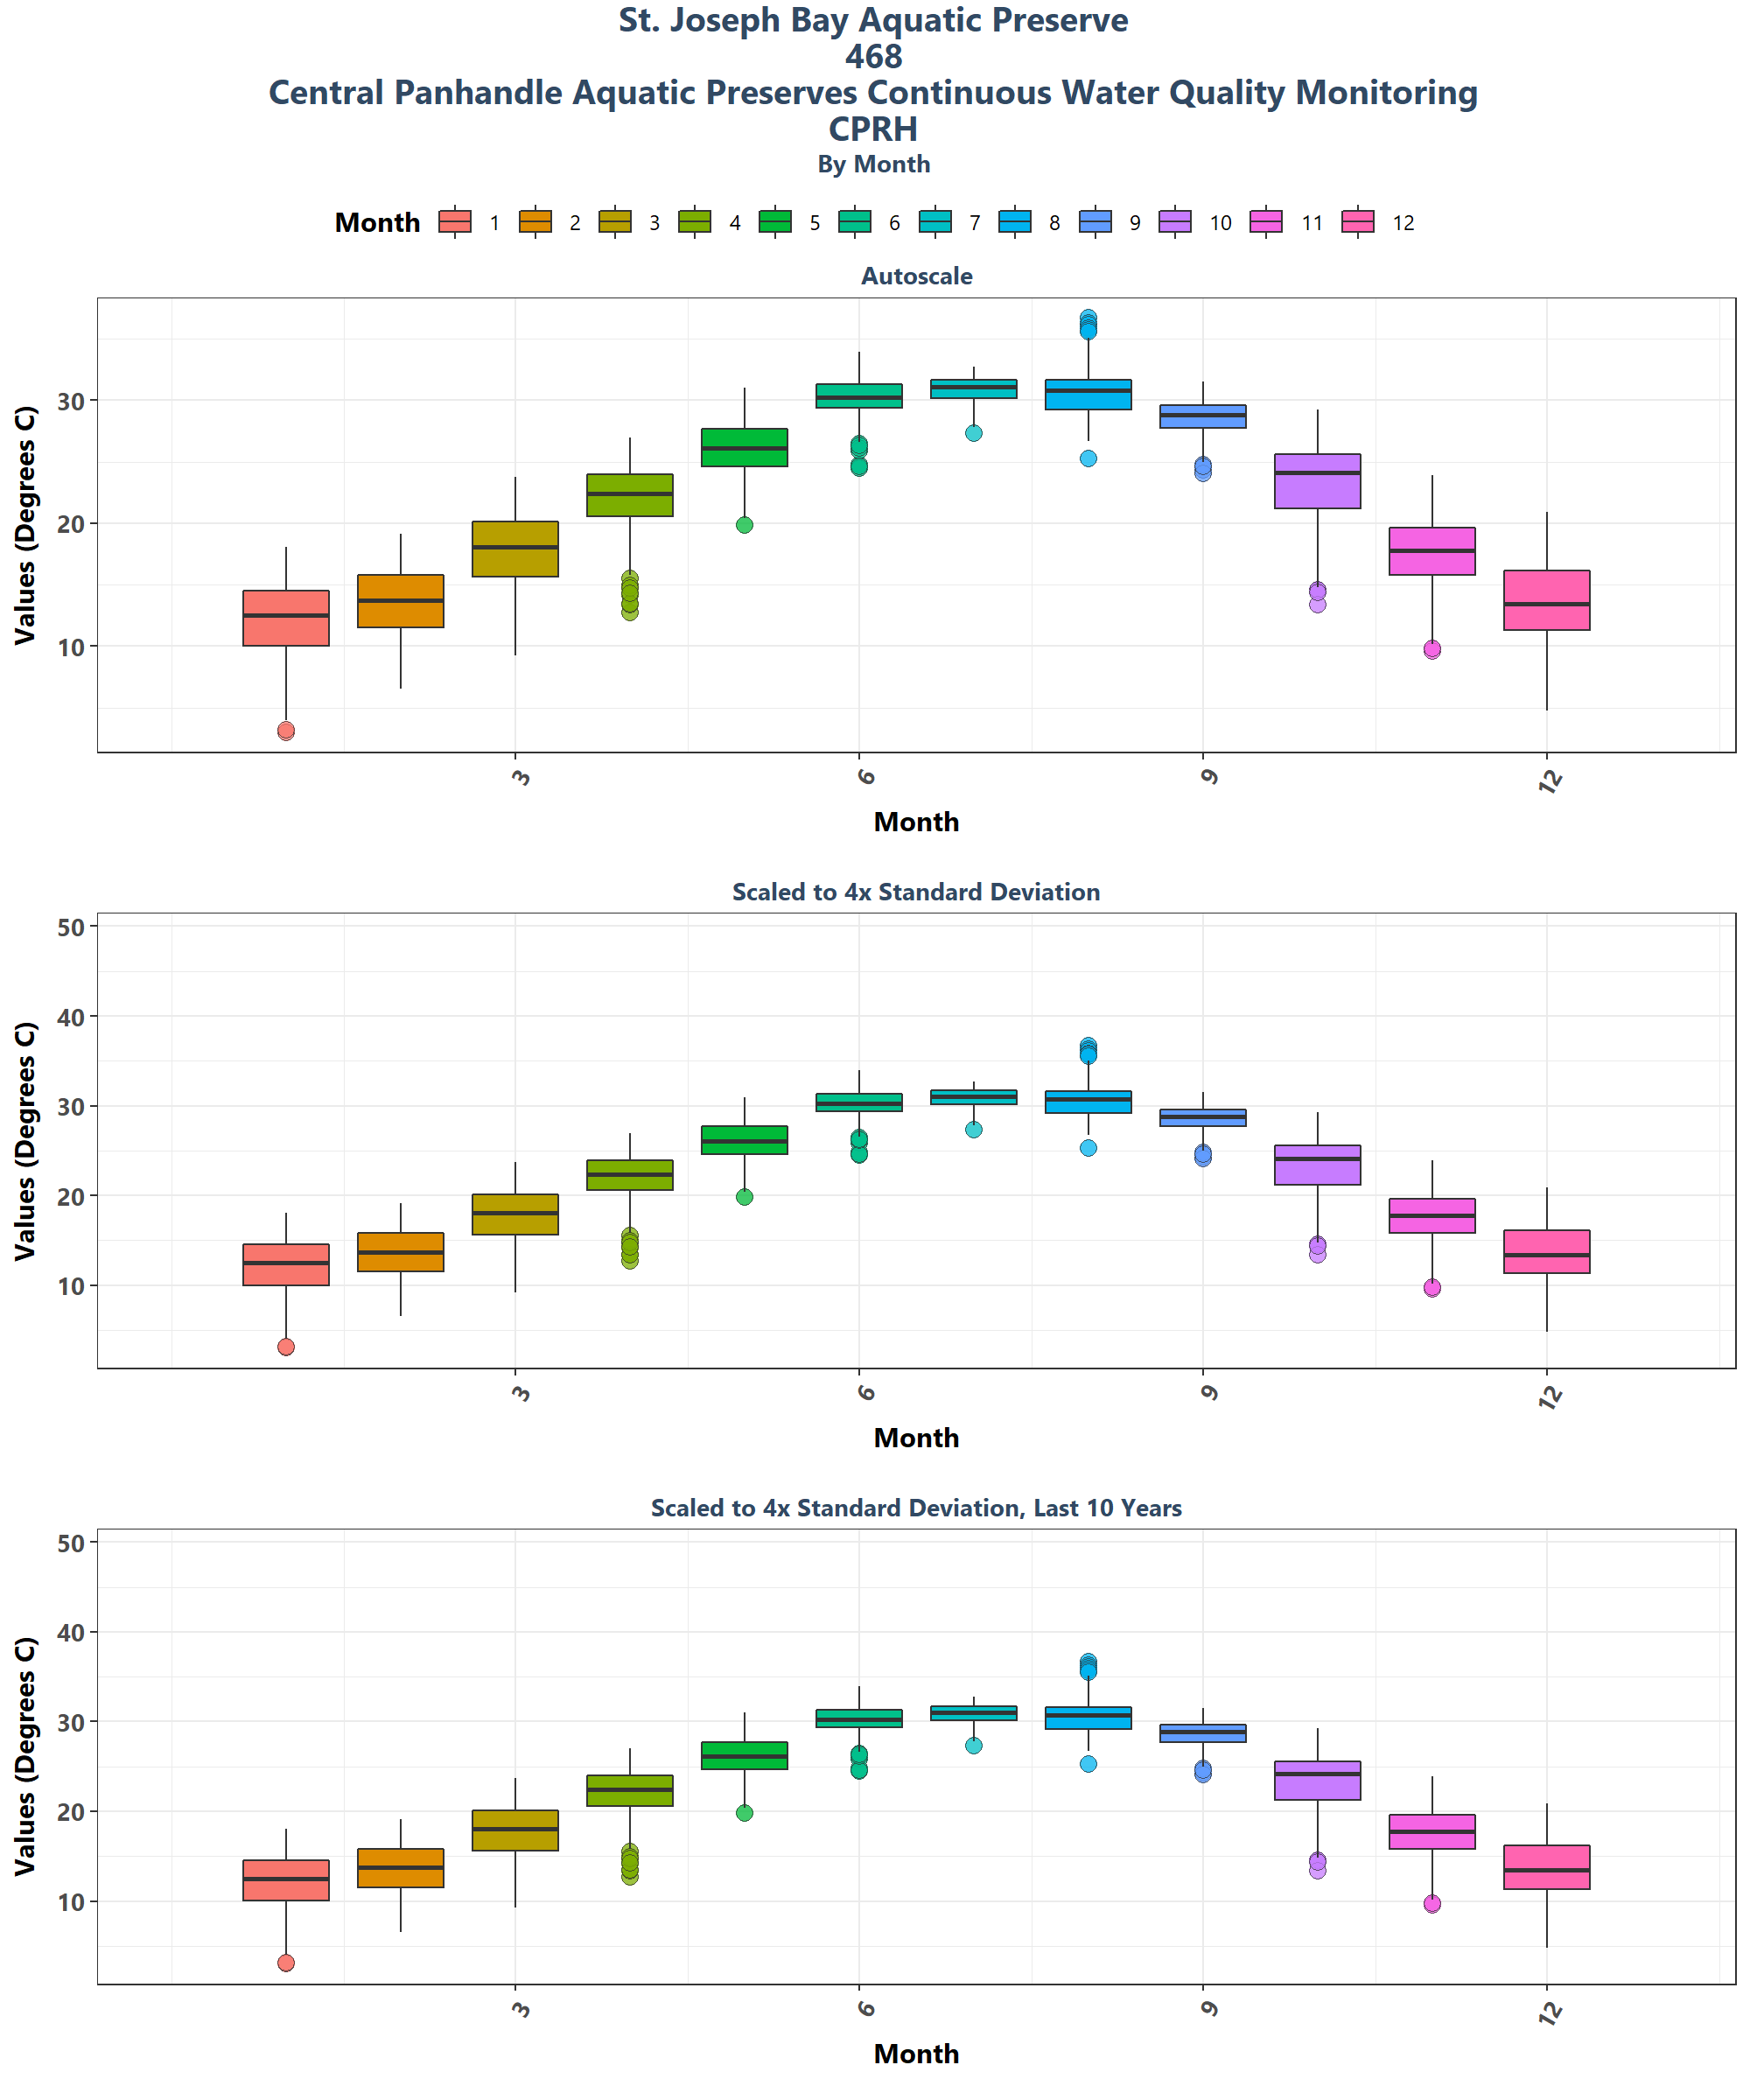 St. Joseph Bay Aquatic Preserve
468
Central Panhandle Aquatic Preserves Continuous Water Quality Monitoring
CPRH
By Month
Month 1 2 3 4 5 6 7 8 9 10 11 12
Autoscale
Values (Degrees C)
30
20
10
3 6 9 12
Month
Scaled to 4x Standard Deviation
Values (Degrees C)
50
40
30
20
10
3 6 9 12
Month
Scaled to 4x Standard Deviation, Last 10 Years
Values (Degrees C)
50
40
30
20
10
3 6 9 12
Month